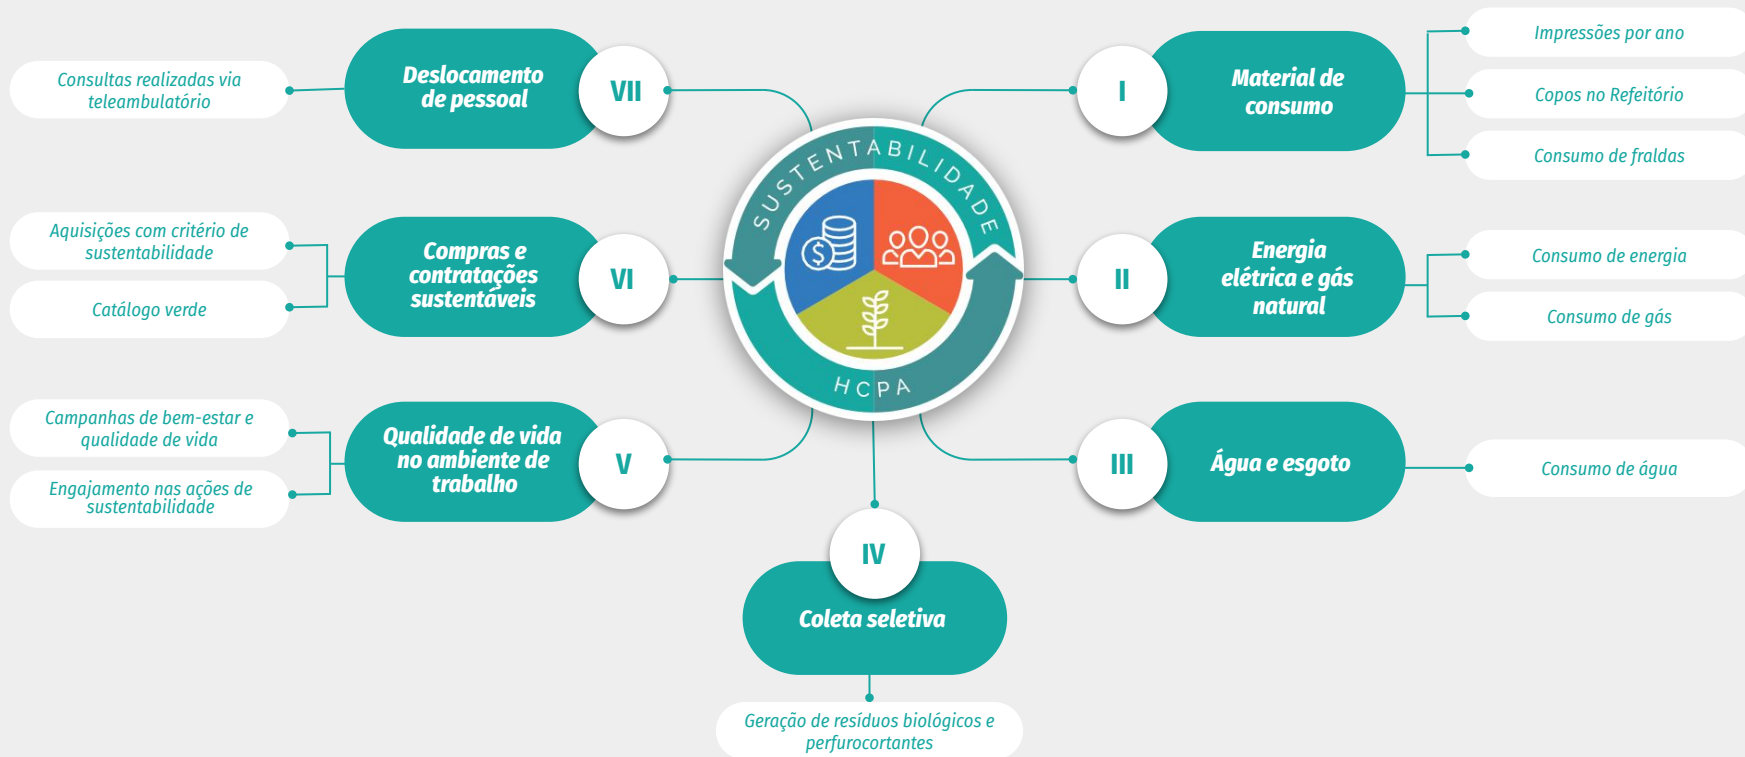 SUSTENTABILIDADE
HCPA
$
I
Material de
consumo
Impressões por ano
Copos no Refeitório
Consumo de fraldas
II
Energia
elétrica e gás
natural
Consumo de energia
Consumo de gás
III
Água e esgoto
Consumo de água
IV
Coleta seletiva
Geração de resíduos biológicos e
perfurocortantes
V
Qualidade de vida
no ambiente de
trabalho
Campanhas de bem-estar e
qualidade de vida
Engajamento nas ações de
sustentabilidade
VI
Compras e
contratações
sustentáveis
Aquisições com critério de
sustentabilidade
Catálogo verde
VII
Deslocamento
de pessoal
Consultas realizadas via
teleambulatório